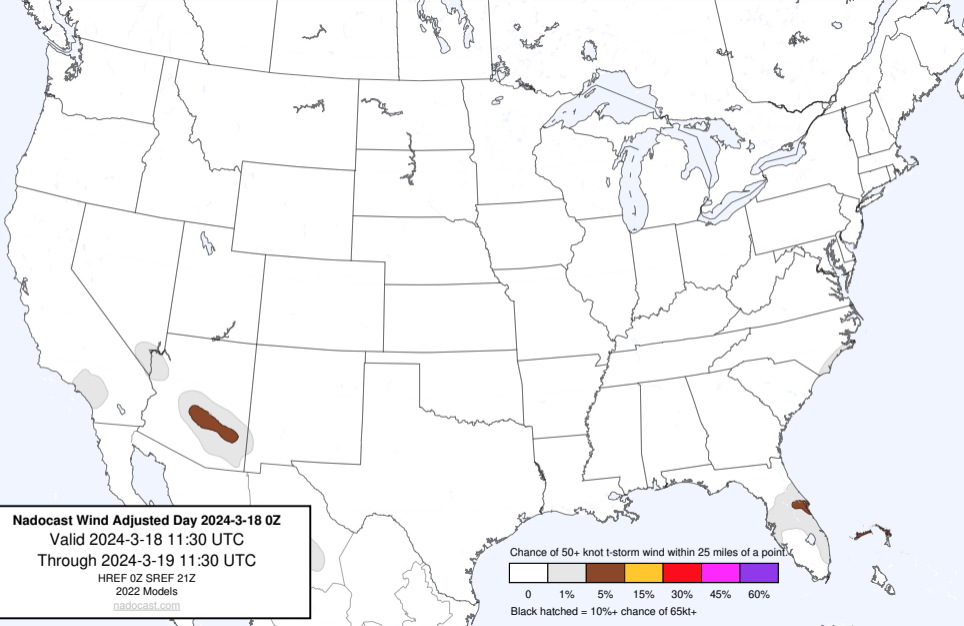 Nadocast Wind Adjusted Day 2024-3-18 0Z
Valid 2024-3-18 11:30 UTC
Through 2024-3-19 11:30 UTC
HREF 0Z SREF 21Z
2022 Models
nadocast.com
Chance of 50+ knot t-storm wind within 25 miles of a point.
0 1% 5% 15% 30% 45% 60%
Black hatched = 10%+ chance of 65kt+